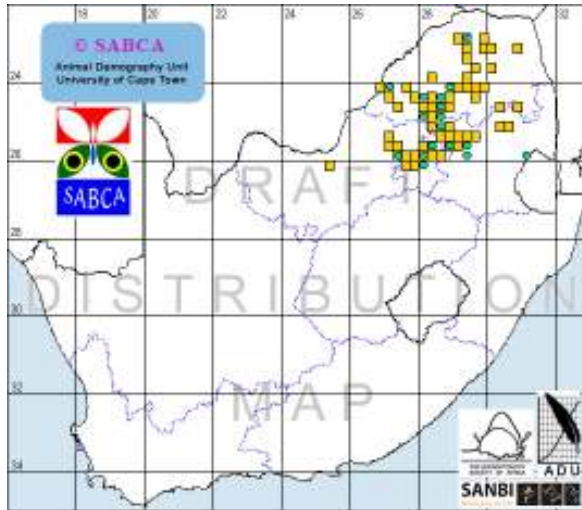 18 20 22 24 26 28 30 32
© SABCA
Animal Demography Unit
University of Cape Town
24
SABCA
26
DRAFT
28
DISTRIBUTION
30
MAP
32
34
ADU
SANBI